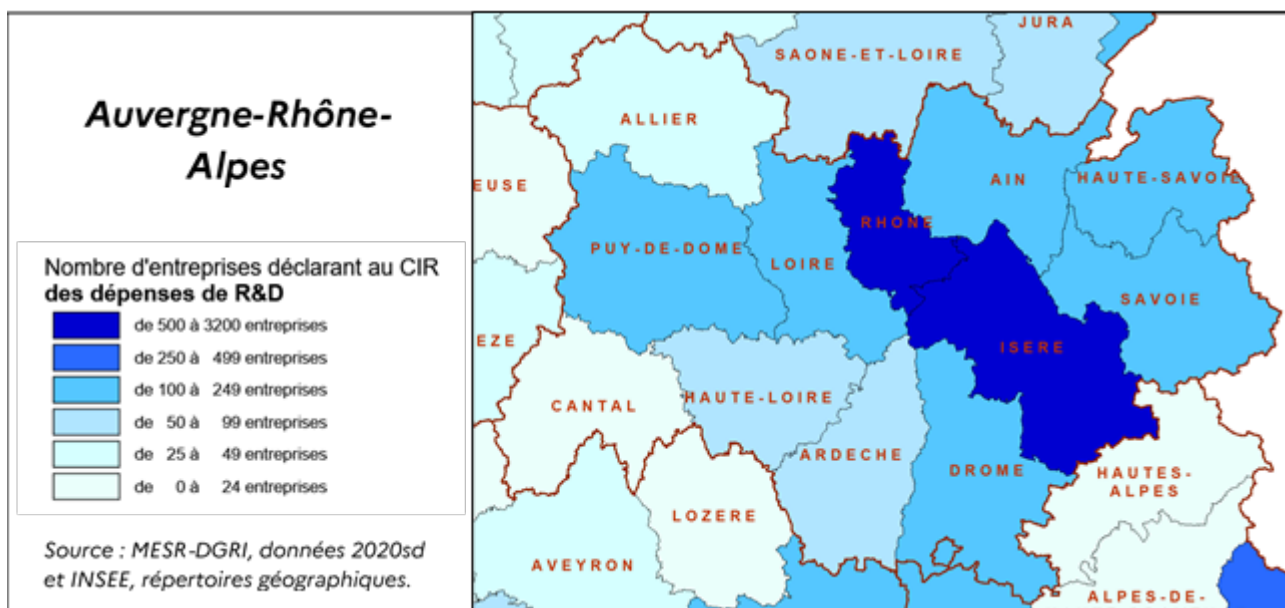 Auvergne-Rhône-
Alpes
Nombre d'entreprises déclarant au CIR
des dépenses de R&D
de 500 à 3200 entreprises
de 250 à 499 entreprises
de 100 à 249 entreprises
de 50 à 99 entreprises
de 25 à 49 entreprises
de 0 à 24 entreprises
Source : MESR-DGRI, données 2020sd
et INSEE, répertoires géographiques.
JURA
SAONE-ET-LOIRE
ALLIER
EUSE
AIN
HAUTE-SAVOIE
RHONE
PUY-DE-DOME
LOIRE
SAVOIE
EZE
ISERE
CANTAL
HAUTE-LOIRE
ARDECHE
DROME
HAUTES-
ALPES
LOZERE
AVEYRON
ALPES-DE-